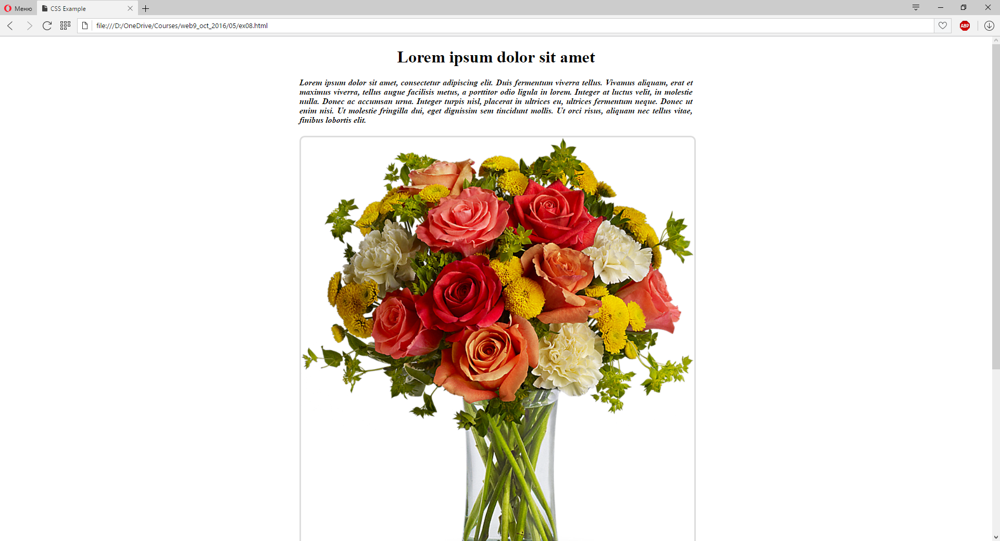 Меню
CSS Example
file:///D:/OneDrive/Courses/web9_oct_2016/05/ex08.html
ABP
Lorem ipsum dolor sit amet
Lorem ipsum dolor sit amet, consectetur adipiscing elit. Duis fermentum viverra tellus. Vivamus aliquam, erat et
maximus viverra, tellus augue facilisis metus, a porttitor odio ligula in lorem. Integer at luctus velit, in molestie
nulla. Donec ac accumsan urna. Integer turpis nisl, placerat in ultrices eu, ultrices fermentum neque. Donec ut
enim nisi. Ut molestie fringilla dui, eget dignissim sem tincidunt mollis. Ut orci risus, aliquam nec tellus vitae,
finibus lobortis elit.